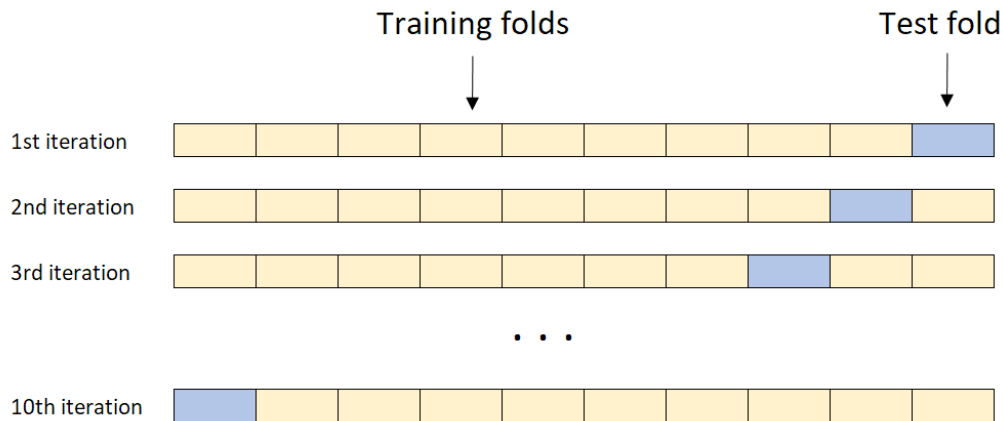 Training folds
Test fold
1st iteration
2nd iteration
3rd iteration
. . .
10th iteration